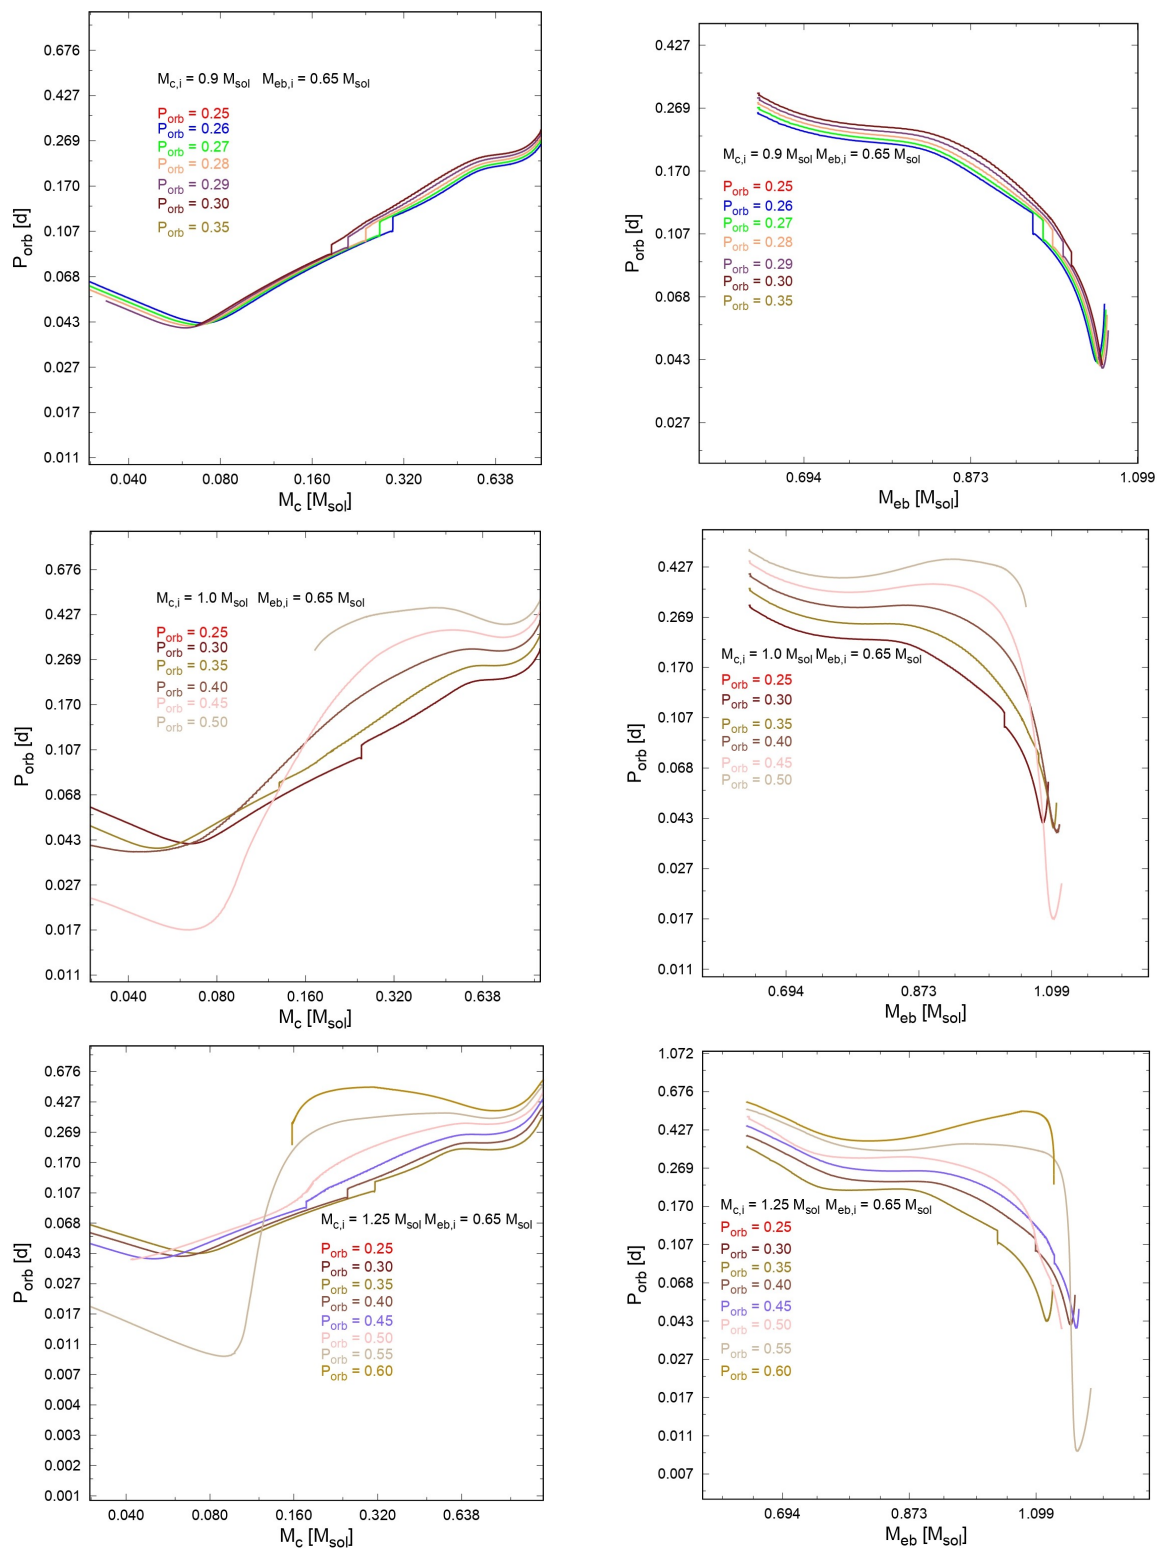 0.676
0.427
0.269
0.170
0.107
0.068
0.043
0.027
0.017
0.011
P_orb [d]
M_c,i = 0.9 M_sol M_eb,i = 0.65 M_sol
P_orb = 0.25
P_orb = 0.26
P_orb = 0.27
P_orb = 0.28
P_orb = 0.29
P_orb = 0.30
P_orb = 0.35
0.040 0.080 0.160 0.320 0.638
M_c [M_sol]
0.427
0.269
0.170
0.107
0.068
0.043
0.027
P_orb [d]
M_c,i = 0.9 M_sol M_eb,i = 0.65 M_sol
P_orb = 0.25
P_orb = 0.26
P_orb = 0.27
P_orb = 0.28
P_orb = 0.29
P_orb = 0.30
P_orb = 0.35
0.694 0.873 1.099
M_eb [M_sol]
0.676
0.427
0.269
0.170
0.107
0.068
0.043
0.027
0.017
0.011
P_orb [d]
M_c,i = 1.0 M_sol M_eb,i = 0.65 M_sol
P_orb = 0.25
P_orb = 0.30
P_orb = 0.35
P_orb = 0.40
P_orb = 0.45
P_orb = 0.50
0.040 0.080 0.160 0.320 0.638
M_c [M_sol]
0.427
0.269
0.170
0.107
0.068
0.043
0.027
0.017
0.011
P_orb [d]
M_c,i = 1.0 M_sol M_eb,i = 0.65 M_sol
P_orb = 0.25
P_orb = 0.30
P_orb = 0.35
P_orb = 0.40
P_orb = 0.45
P_orb = 0.50
0.694 0.873 1.099
M_eb [M_sol]
0.676
0.427
0.269
0.170
0.107
0.068
0.043
0.027
0.017
0.011
0.007
0.004
0.003
0.002
0.001
P_orb [d]
M_c,i = 1.25 M_sol M_eb,i = 0.65 M_sol
P_orb = 0.25
P_orb = 0.30
P_orb = 0.35
P_orb = 0.40
P_orb = 0.45
P_orb = 0.50
P_orb = 0.55
P_orb = 0.60
0.040 0.080 0.160 0.320 0.638
M_c [M_sol]
1.072
0.676
0.427
0.269
0.170
0.107
0.068
0.043
0.027
0.017
0.011
0.007
P_orb [d]
M_c,i = 1.25 M_sol M_eb,i = 0.65 M_sol
P_orb = 0.25
P_orb = 0.30
P_orb = 0.35
P_orb = 0.40
P_orb = 0.45
P_orb = 0.50
P_orb = 0.55
P_orb = 0.60
0.694 0.873 1.099
M_eb [M_sol]